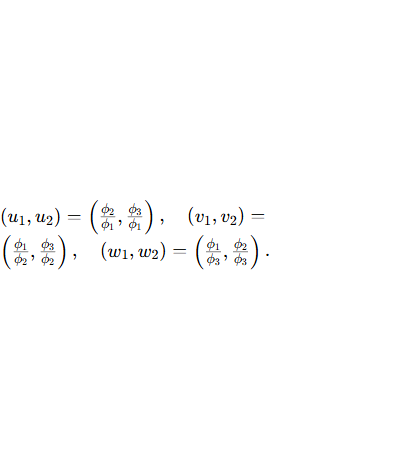 $(u_1, u_2) = \left( \frac{\phi_2}{\phi_1}, \frac{\phi_3}{\phi_1} \right), \quad (v_1, v_2) =$
$\left( \frac{\phi_1}{\phi_2}, \frac{\phi_3}{\phi_2} \right), \quad (w_1, w_2) = \left( \frac{\phi_1}{\phi_3}, \frac{\phi_2}{\phi_3} \right).$